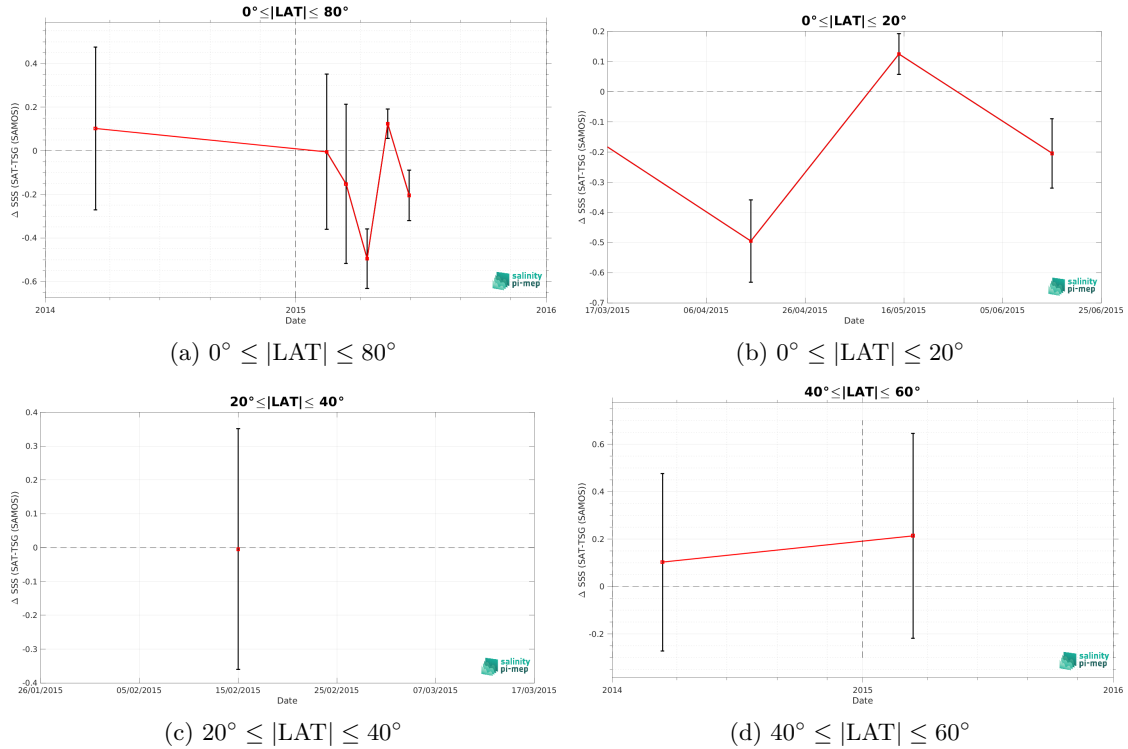 0°≤|LAT|≤ 80°
Δ SSS (SAT-TSG (SAMOS))
0.4
0.2
0
-0.2
-0.4
-0.6
2014
2015
2016
Date
salinity
pi-mep
(a) 0° ≤ |LAT| ≤ 80°
0°≤|LAT|≤ 20°
Δ SSS (SAT-TSG (SAMOS))
0.2
0.1
0
-0.1
-0.2
-0.3
-0.4
-0.5
-0.6
-0.7
17/03/2015
06/04/2015
26/04/2015
16/05/2015
05/06/2015
25/06/2015
Date
salinity
pi-mep
(b) 0° ≤ |LAT| ≤ 20°
20°≤|LAT|≤ 40°
Δ SSS (SAT-TSG (SAMOS))
0.4
0.3
0.2
0.1
0
-0.1
-0.2
-0.3
-0.4
26/01/2015
05/02/2015
15/02/2015
25/02/2015
07/03/2015
17/03/2015
Date
salinity
pi-mep
(c) 20° ≤ |LAT| ≤ 40°
40°≤|LAT|≤ 60°
Δ SSS (SAT-TSG (SAMOS))
0.6
0.4
0.2
0
-0.2
2014
2015
2016
Date
salinity
pi-mep
(d) 40° ≤ |LAT| ≤ 60°